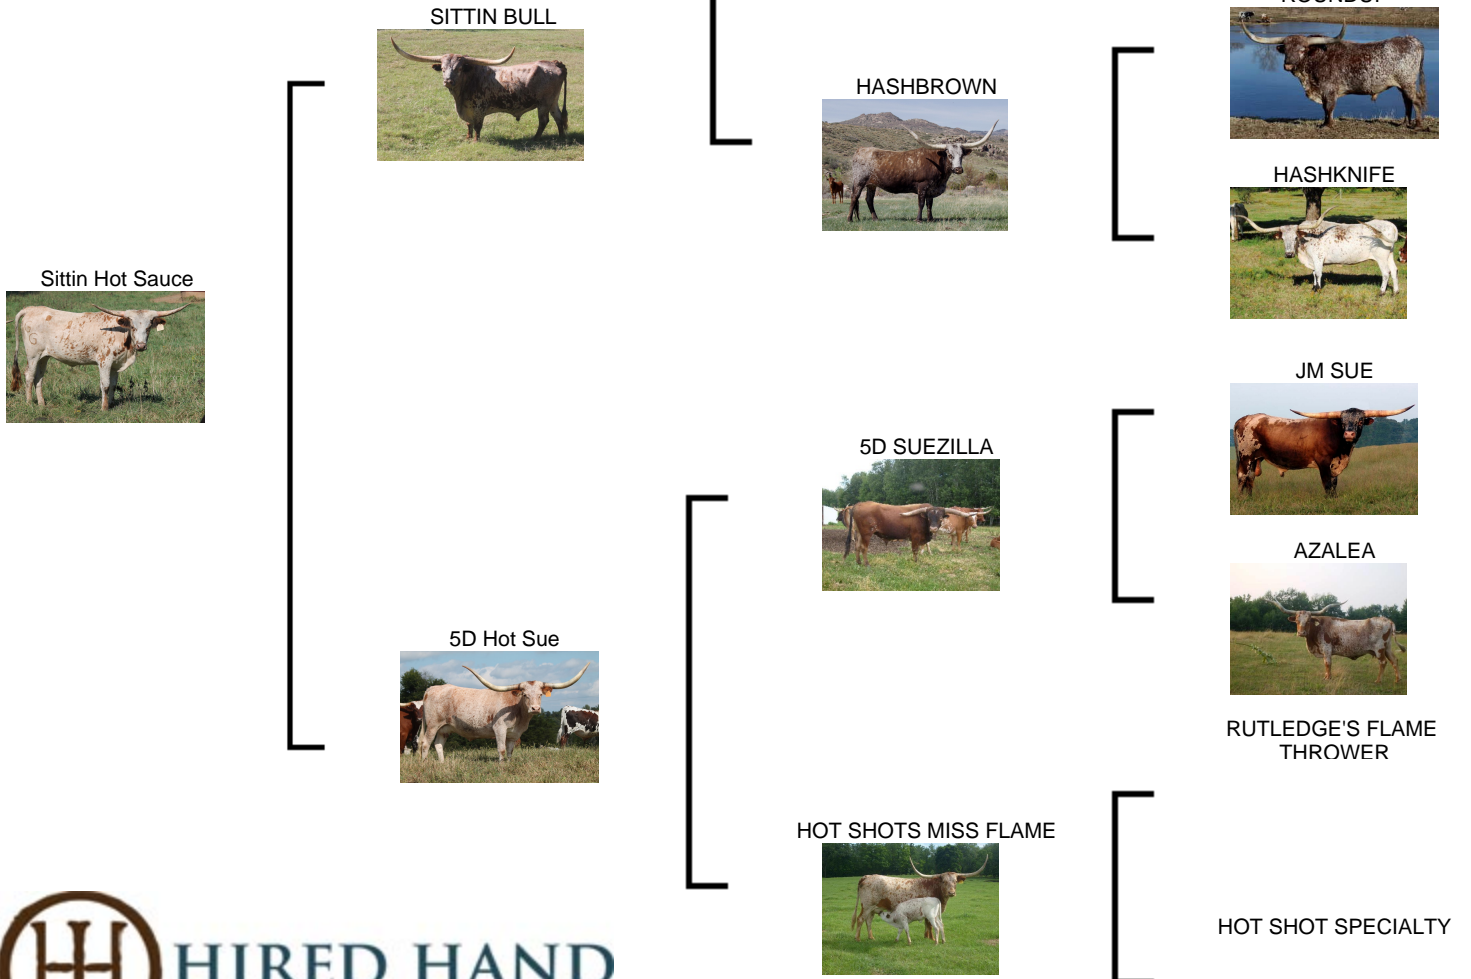 SITTIN BULL
HASHBROWN
HASHKNIFE
Sittin Hot Sauce
JM SUE
5D SUEZILLA
AZALEA
5D Hot Sue
RUTLEDGE'S FLAME
THROWER
HOT SHOTS MISS FLAME
HOT SHOT SPECIALTY
HIRED HAND